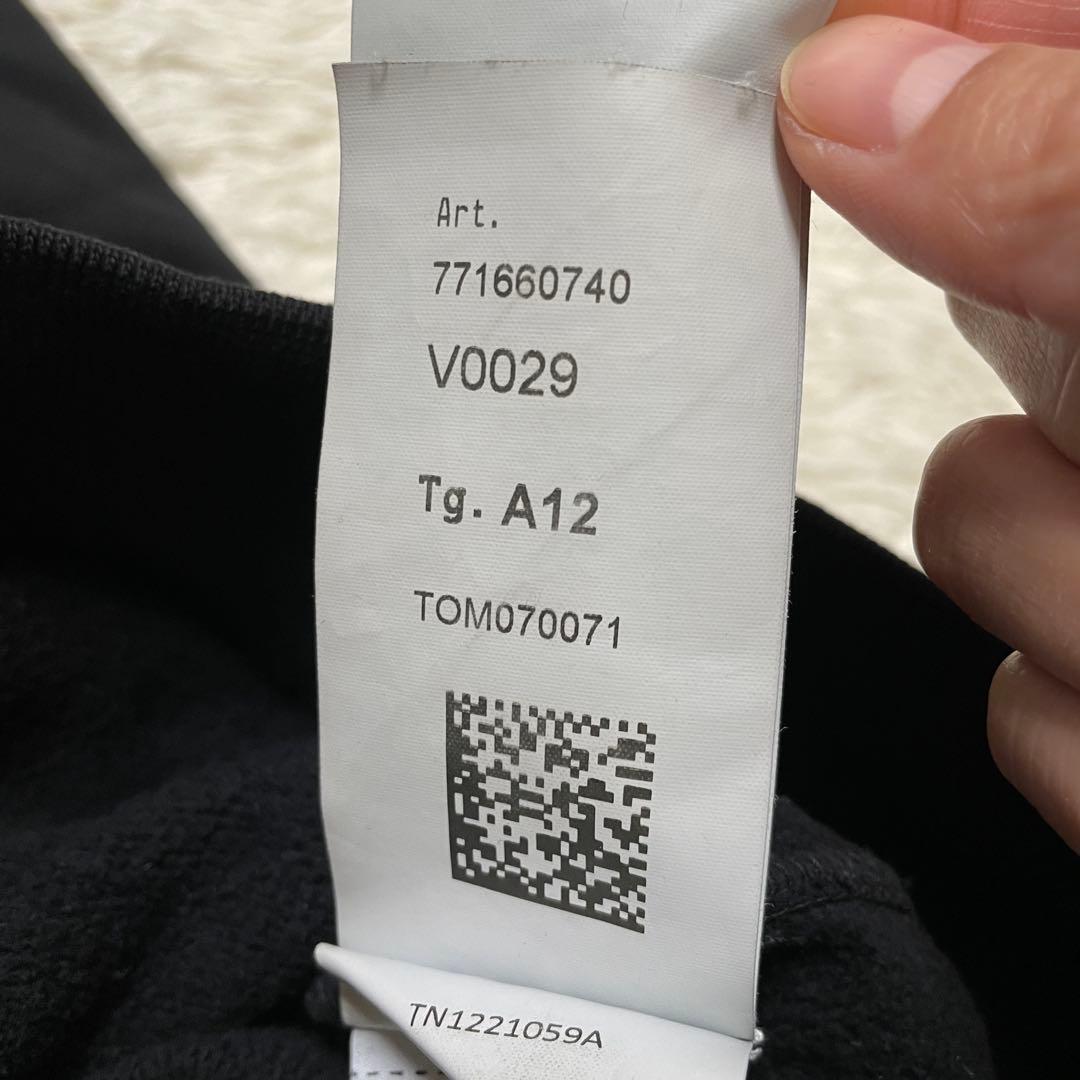 Art.
771660740
V0029
Tg. A12
TOM070071
TN1221059A